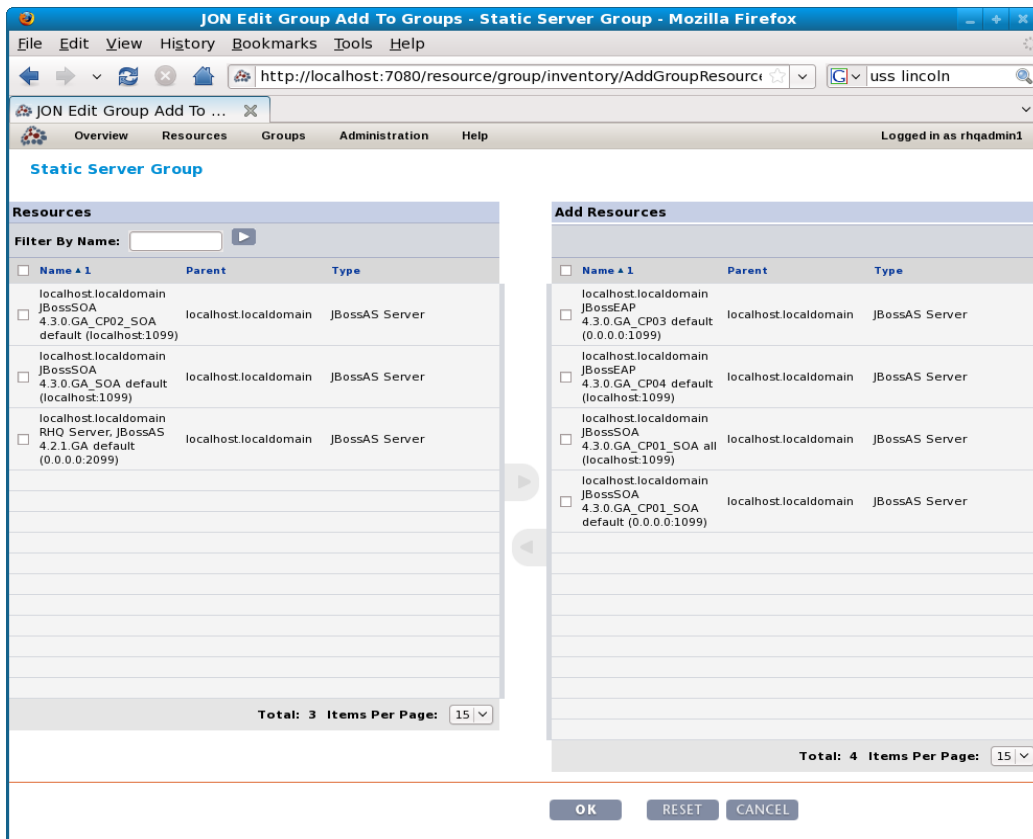 JON Edit Group Add To Groups - Static Server Group - Mozilla Firefox
File Edit View History Bookmarks Tools Help
http://localhost:7080/resource/group/inventory/AddGroupResource
G uss lincoln
JON Edit Group Add To ...
Overview Resources Groups Administration Help Logged in as rhqadmin1
Static Server Group
Resources
Filter By Name:
Name 1 Parent Type
localhost.localdomain
JBossSOA
4.3.0.GA_CP02_SOA
default (localhost:1099)
localhost.localdomain
JBossAS Server
localhost.localdomain
JBossSOA
4.3.0.GA_SOA default
(localhost:1099)
localhost.localdomain
JBossAS Server
localhost.localdomain
RHQ Server, JBossAS
4.2.1.GA default
(0.0.0.0:2099)
localhost.localdomain
JBossAS Server
Total: 3 Items Per Page: 15
Add Resources
Name 1 Parent Type
localhost.localdomain
JBossEAP
4.3.0.GA_CP03 default
(0.0.0.0:1099)
localhost.localdomain
JBossAS Server
localhost.localdomain
JBossEAP
4.3.0.GA_CP04 default
(localhost:1099)
localhost.localdomain
JBossAS Server
localhost.localdomain
JBossSOA
4.3.0.GA_CP01_SOA all
(localhost:1099)
localhost.localdomain
JBossAS Server
localhost.localdomain
JBossSOA
4.3.0.GA_CP01_SOA
default (0.0.0.0:1099)
localhost.localdomain
JBossAS Server
Total: 4 Items Per Page: 15
OK RESET CANCEL